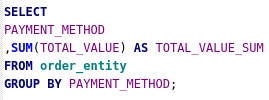 SELECT
PAYMENT_METHOD
,SUM(TOTAL_VALUE) AS TOTAL_VALUE_SUM
FROM order_entity
GROUP BY PAYMENT_METHOD;